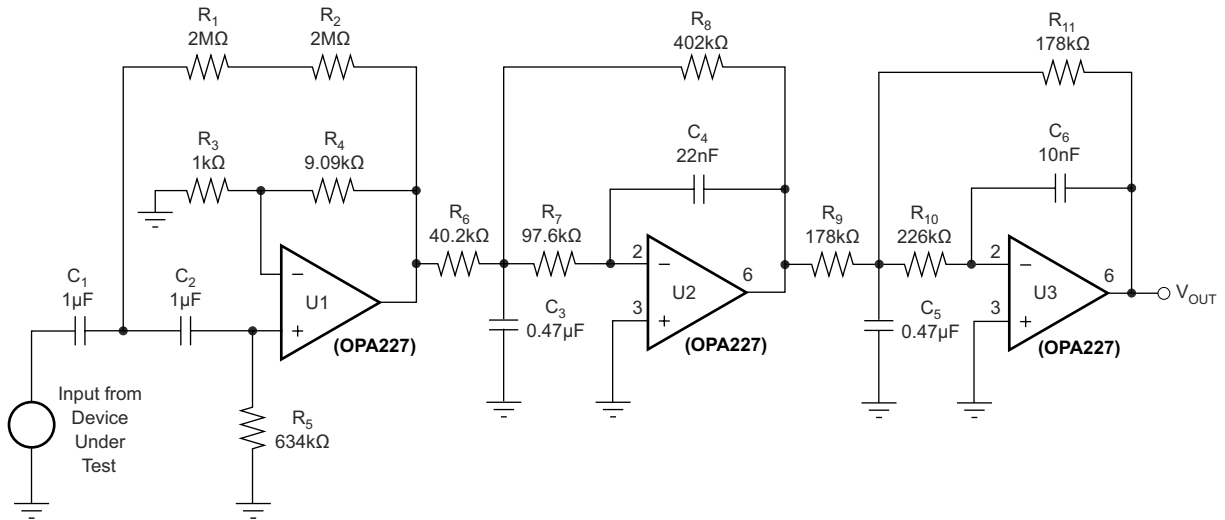 R1
2MΩ
R2
2MΩ
R3
1kΩ
R4
9.09kΩ
C1
1µF
C2
1µF
−
+
U1
(OPA227)
Input from
Device
Under
Test
R5
634kΩ
R8
402kΩ
C4
22nF
R6
40.2kΩ
R7
97.6kΩ
C3
0.47µF
2
3
−
+
U2
6
(OPA227)
R11
178kΩ
C6
10nF
R9
178kΩ
R10
226kΩ
C5
0.47µF
2
3
−
+
U3
6
(OPA227)
VOUT